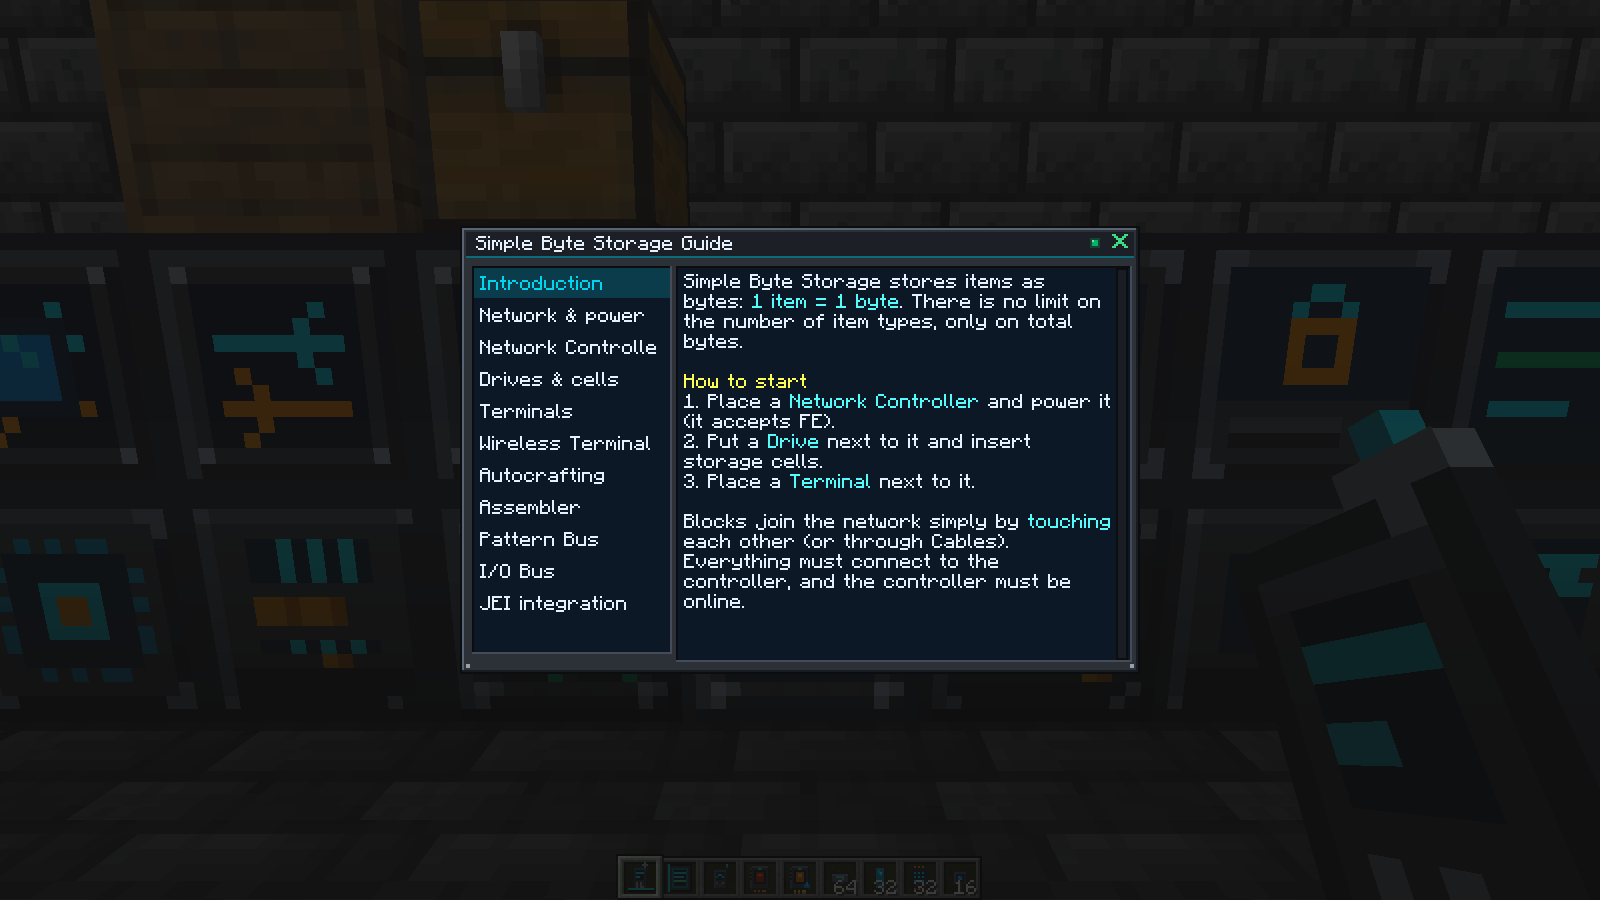 Simple Byte Storage Guide
Introduction
Network & power
Network Controlle
Drives & cells
Terminals
Wireless Terminal
Autocrafting
Assembler
Pattern Bus
I/O Bus
JEI integration
Simple Byte Storage stores items as
bytes: 1 item = 1 byte. There is no limit on
the number of item types, only on total
bytes.
How to start
1. Place a Network Controller and power it
(it accepts FE).
2. Put a Drive next to it and insert
storage cells.
3. Place a Terminal next to it.
Blocks join the network simply by touching
each other (or through Cables).
Everything must connect to the
controller, and the controller must be
online.
64 32 32 16